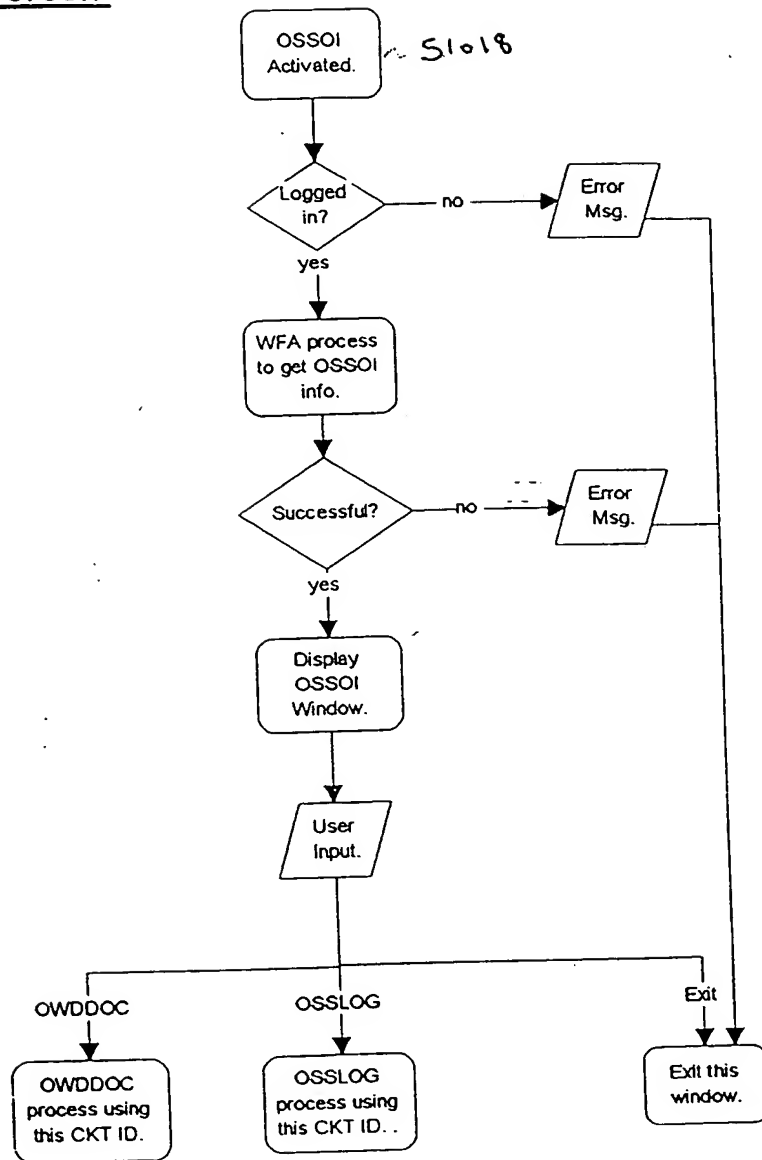 OSSOI
Activated.
51018
Logged
in?
no
Error
Msg.
yes
WFA process
to get OSSOI
info.
Successful?
no
Error
Msg.
yes
Display
OSSOI
Window.
User
Input.
OWDDOC
OSSLOG
Exit
OWDDOC
process using
this CKT ID.
OSSLOG
process using
this CKT ID. .
Exit this
window.